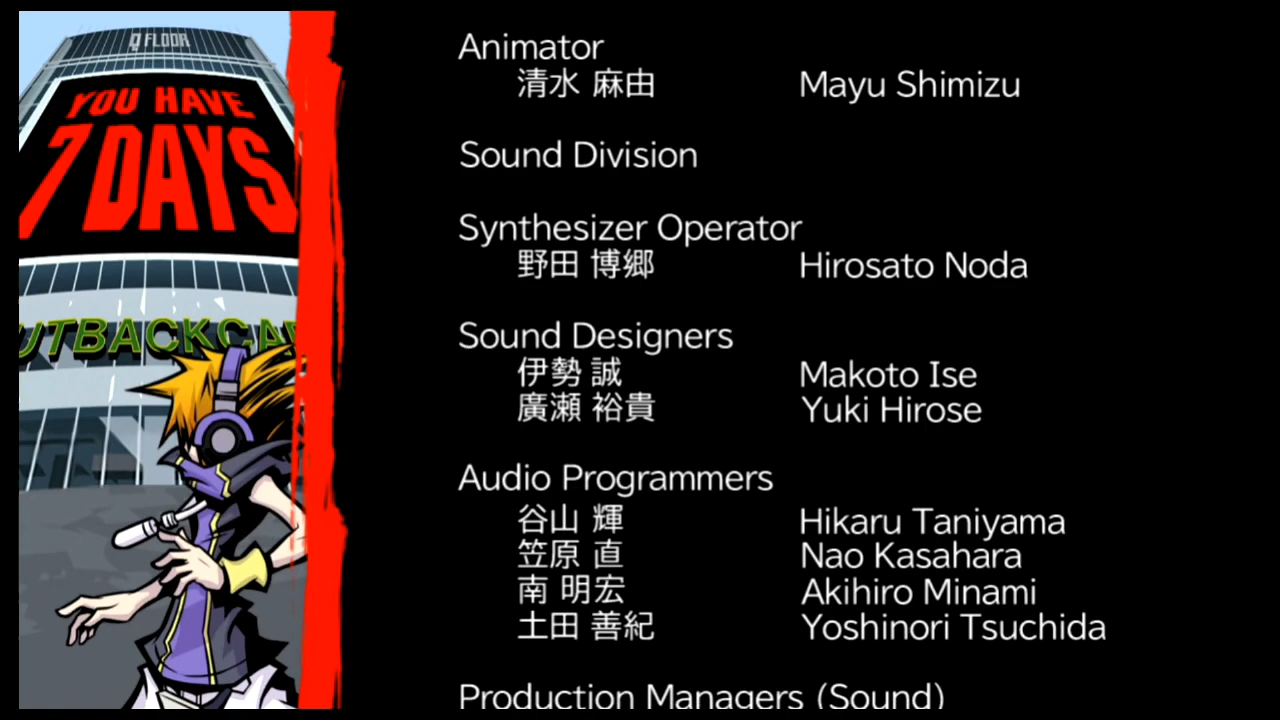 Q FLOOR
YOU HAVE
7 DAYS
UTBACKCA
Animator
清水 麻由 Mayu Shimizu
Sound Division
Synthesizer Operator
野田 博郷 Hirosato Noda
Sound Designers
伊勢 誠 Makoto Ise
廣瀬 裕貴 Yuki Hirose
Audio Programmers
谷山 輝 Hikaru Taniyama
笠原 直 Nao Kasahara
南 明宏 Akihiro Minami
土田 善紀 Yoshinori Tsuchida
Production Managers (Sound)